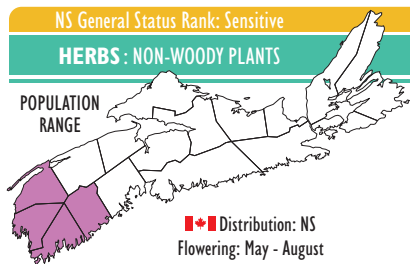 NS General Status Rank: Sensitive
HERBS : NON-WOODY PLANTS
POPULATION
RANGE
Distribution: NS
Flowering: May - August